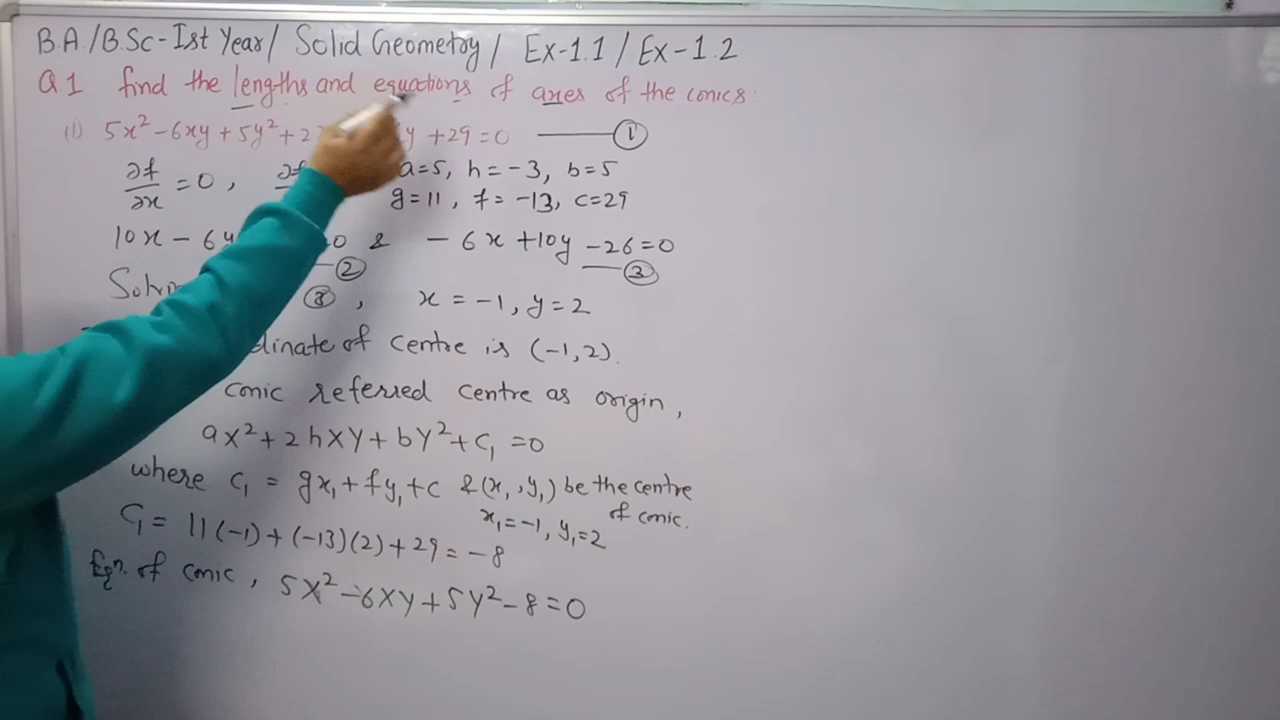 B.A./B.Sc-Ist Year/ Solid Geometry/ Ex-1.1 / Ex-1.2
Q.1 find the lengths and equations of axes of the conics:
(1) 5x²-6xy+5y²+2 y+29=0 ——— ①
∂f/∂x =0, ∂f a=5, h=-3, b=5
g=11, f=-13, c=29
10x-6y 0 & -6x+10y-26=0
— ② — ③
Solvin ③, x=-1, y=2
dinate of centre is (-1,2).
conic referred centre as origin,
ax²+2hxy+by²+c₁=0
where c₁ = gx₁+fy₁+c &(x₁,y₁) be the centre
of conic.
C₁= 11(-1)+(-13)(2)+29=-8 x₁=-1, y₁=2
Eqn. of conic, 5x²-6xy+5y²-8=0